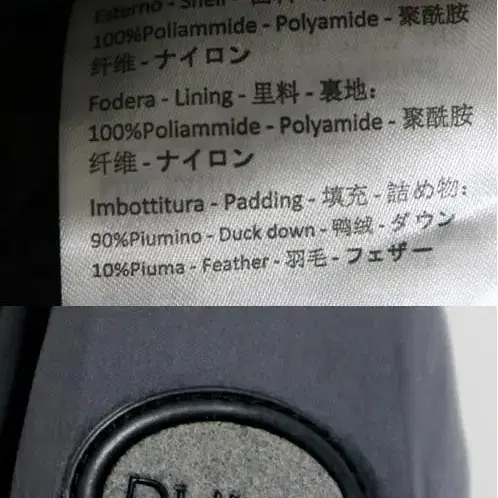 Esterno - Shell -
100%Poliammide - Polyamide - 聚酰胺
纤维 - ナイロン
Fodera - Lining - 里料 - 裏地:
100%Poliammide - Polyamide - 聚酰胺
纤维 - ナイロン
Imbottitura - Padding - 填充 - 詰め物:
90%Piumino - Duck down - 鸭绒 - ダウン
10%Piuma - Feather - 羽毛 - フェザー